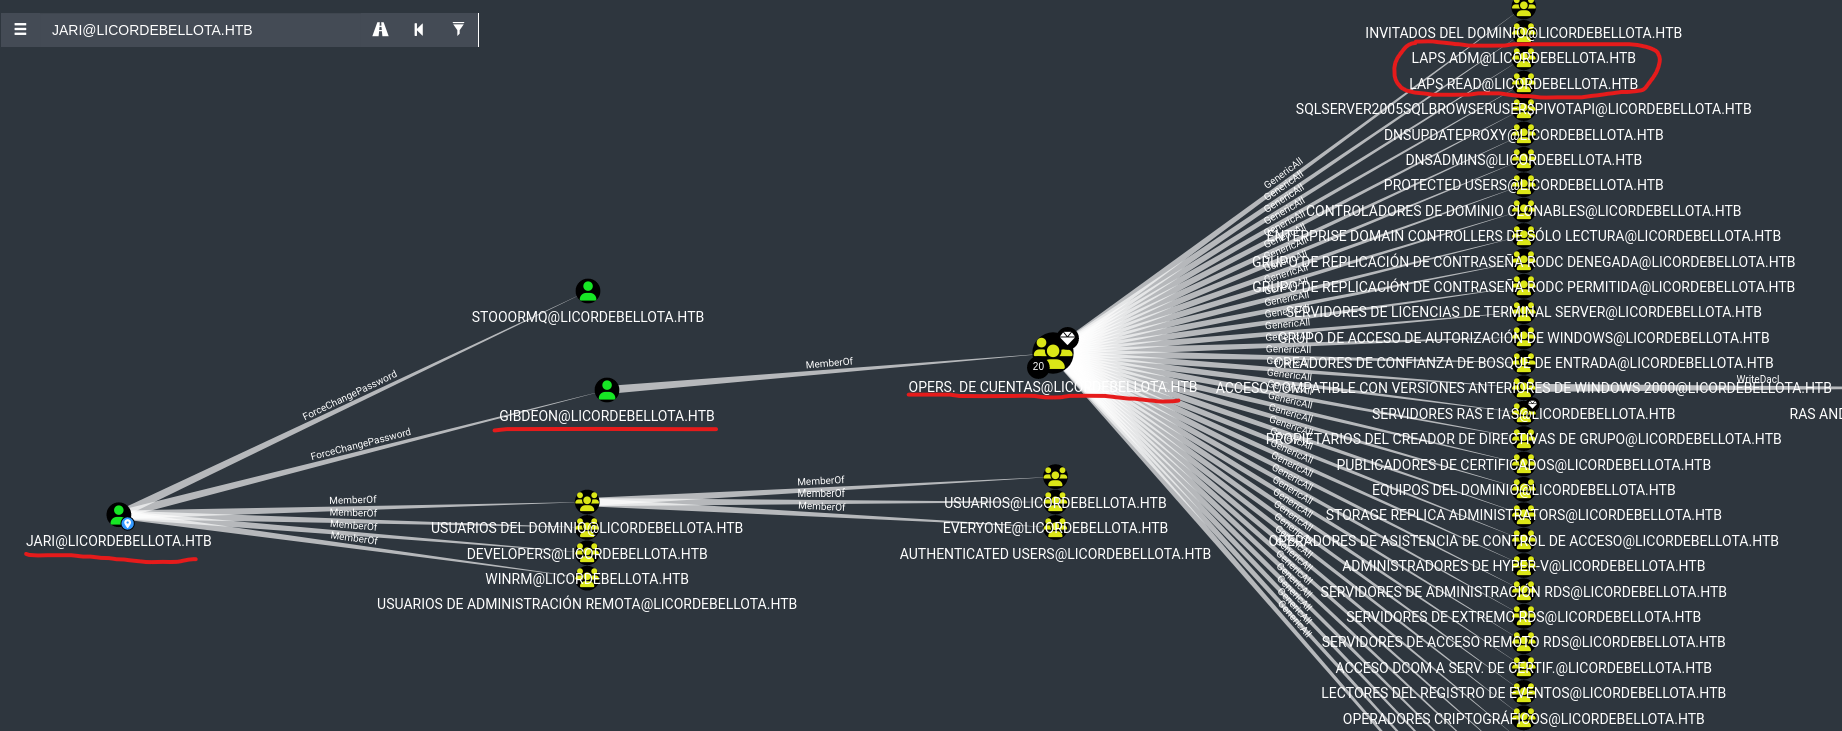 JARI@LICORDEBELLOTA.HTB
INVITADOS DEL DOMINIO@LICORDEBELLOTA.HTB
LAPS ADM@LICORDEBELLOTA.HTB
LAPS READ@LICORDEBELLOTA.HTB
SQLSERVER2005SQLBROWSERUSER$PIVOTAPI@LICORDEBELLOTA.HTB
DNSUPDATEPROXY@LICORDEBELLOTA.HTB
DNSADMINS@LICORDEBELLOTA.HTB
PROTECTED USERS@LICORDEBELLOTA.HTB
CONTROLADORES DE DOMINIO CLONABLES@LICORDEBELLOTA.HTB
ENTERPRISE DOMAIN CONTROLLERS DE SÓLO LECTURA@LICORDEBELLOTA.HTB
GRUPO DE REPLICACIÓN DE CONTRASEÑA RODC DENEGADA@LICORDEBELLOTA.HTB
GRUPO DE REPLICACIÓN DE CONTRASEÑA RODC PERMITIDA@LICORDEBELLOTA.HTB
SERVIDORES DE LICENCIAS DE TERMINAL SERVER@LICORDEBELLOTA.HTB
GRUPO DE ACCESO DE AUTORIZACIÓN DE WINDOWS@LICORDEBELLOTA.HTB
CREADORES DE CONFIANZA DE BOSQUE DE ENTRADA@LICORDEBELLOTA.HTB
ACCESO COMPATIBLE CON VERSIONES ANTERIORES DE WINDOWS 2000@LICORDEBELLOTA.HTB
WriteDacl
SERVIDORES RAS E IAS@LICORDEBELLOTA.HTB
RAS AND
PROPIETARIOS DEL CREADOR DE DIRECTIVAS DE GRUPO@LICORDEBELLOTA.HTB
PUBLICADORES DE CERTIFICADOS@LICORDEBELLOTA.HTB
EQUIPOS DEL DOMINIO@LICORDEBELLOTA.HTB
STORAGE REPLICA ADMINISTRATORS@LICORDEBELLOTA.HTB
OPERADORES DE ASISTENCIA DE CONTROL DE ACCESO@LICORDEBELLOTA.HTB
ADMINISTRADORES DE HYPER-V@LICORDEBELLOTA.HTB
SERVIDORES DE ADMINISTRACIÓN RDS@LICORDEBELLOTA.HTB
SERVIDORES DE EXTREMO RDS@LICORDEBELLOTA.HTB
SERVIDORES DE ACCESO REMOTO RDS@LICORDEBELLOTA.HTB
ACCESO DCOM A SERV. DE CERTIF.@LICORDEBELLOTA.HTB
LECTORES DEL REGISTRO DE EVENTOS@LICORDEBELLOTA.HTB
OPERADORES CRIPTOGRÁFICOS@LICORDEBELLOTA.HTB
GenericAll
GenericAll
GenericAll
GenericAll
GenericAll
GenericAll
STOOORMQ@LICORDEBELLOTA.HTB
ForceChangePassword
GIBDEON@LICORDEBELLOTA.HTB
ForceChangePassword
MemberOf
20
OPERS. DE CUENTAS@LICORDEBELLOTA.HTB
JARI@LICORDEBELLOTA.HTB
MemberOf
MemberOf
MemberOf
MemberOf
USUARIOS DEL DOMINIO@LICORDEBELLOTA.HTB
DEVELOPERS@LICORDEBELLOTA.HTB
WINRM@LICORDEBELLOTA.HTB
USUARIOS DE ADMINISTRACIÓN REMOTA@LICORDEBELLOTA.HTB
MemberOf
MemberOf
MemberOf
USUARIOS@LICORDEBELLOTA.HTB
EVERYONE@LICORDEBELLOTA.HTB
AUTHENTICATED USERS@LICORDEBELLOTA.HTB